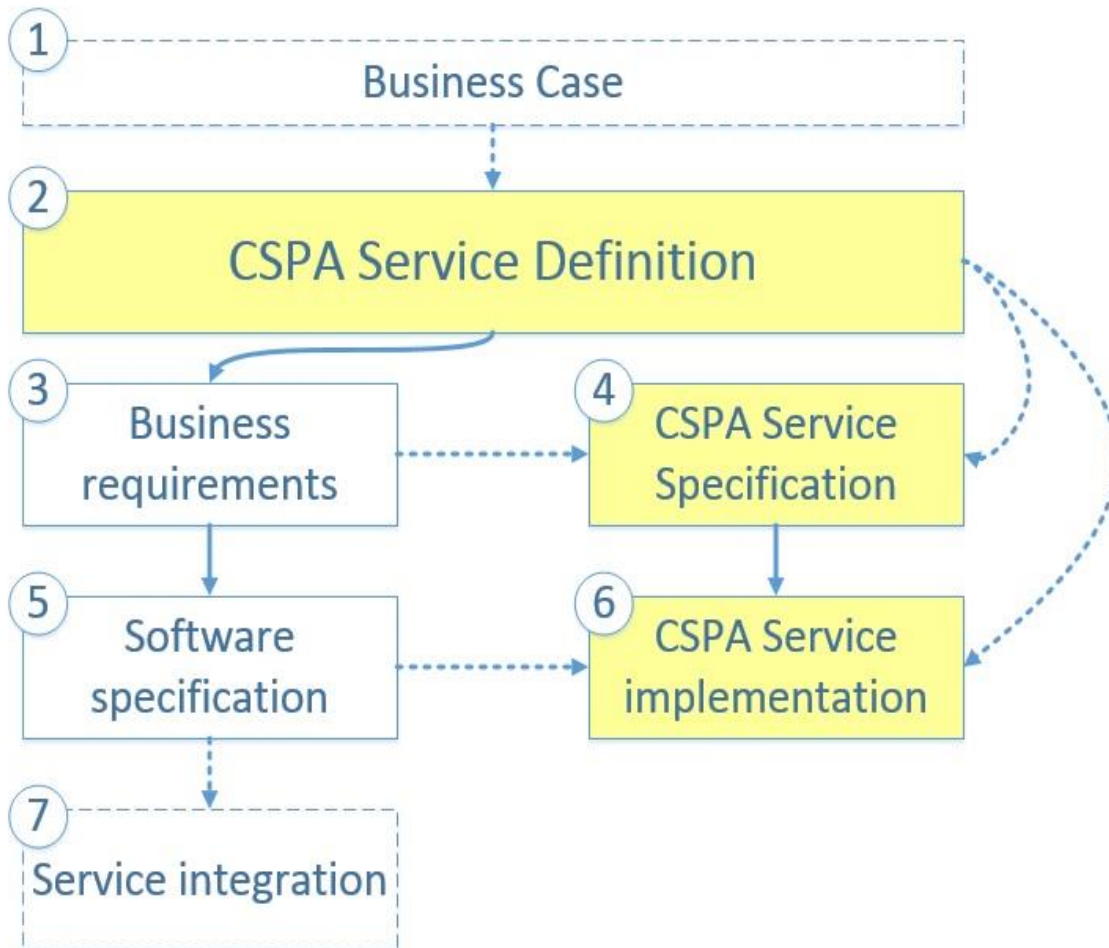 1
Business Case
2
CSPA Service Definition
3
Business
requirements
4
CSPA Service
Specification
5
Software
specification
6
CSPA Service
implementation
7
Service integration